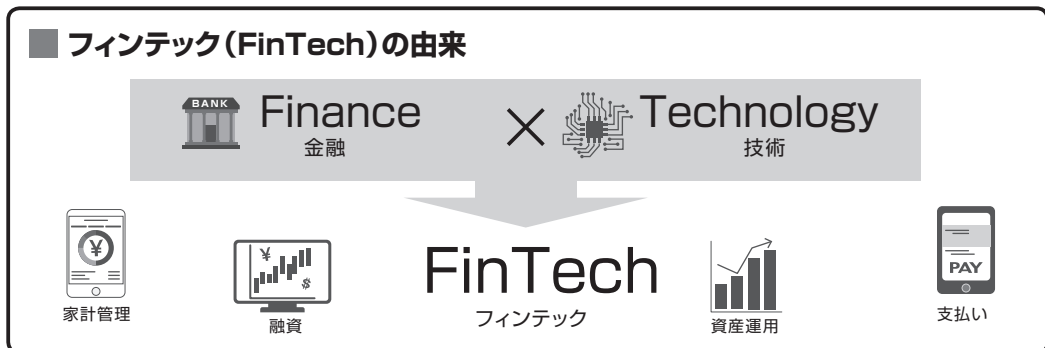 フィンテック（FinTech）の由来
BANK
Finance
金融
×
Technology
技術
¥
家計管理
¥
$
融資
FinTech
フィンテック
資産運用
PAY
支払い